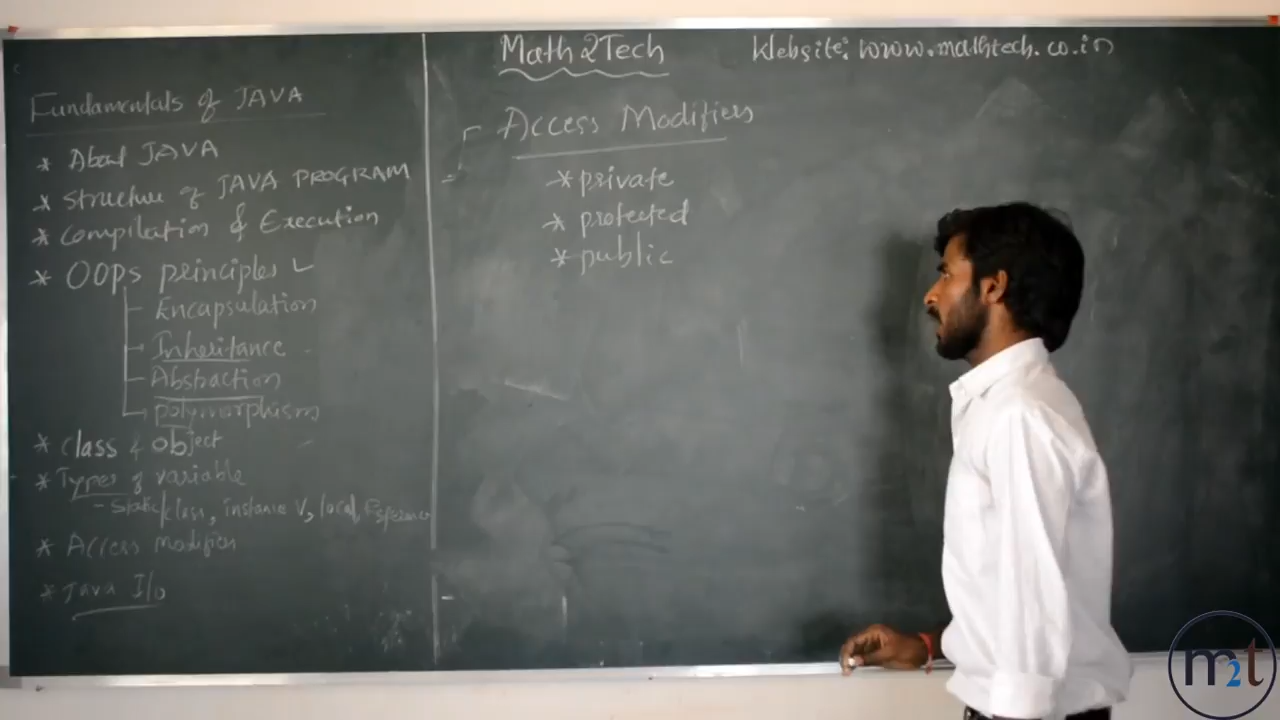 Fundamentals of JAVA
* About JAVA
* Structure of JAVA PROGRAM
* Compilation & Execution
* OOPs principles ✓
- Encapsulation
- Inheritance
- Abstraction
- polymorphism
* class & object
* Types of variable
- Static/class, instance V, local,
* Access modifiers
* Java I/o
Math2Tech
Website: www.mathtech.co.in
Access Modifiers
* private
* protected
* public
m2t